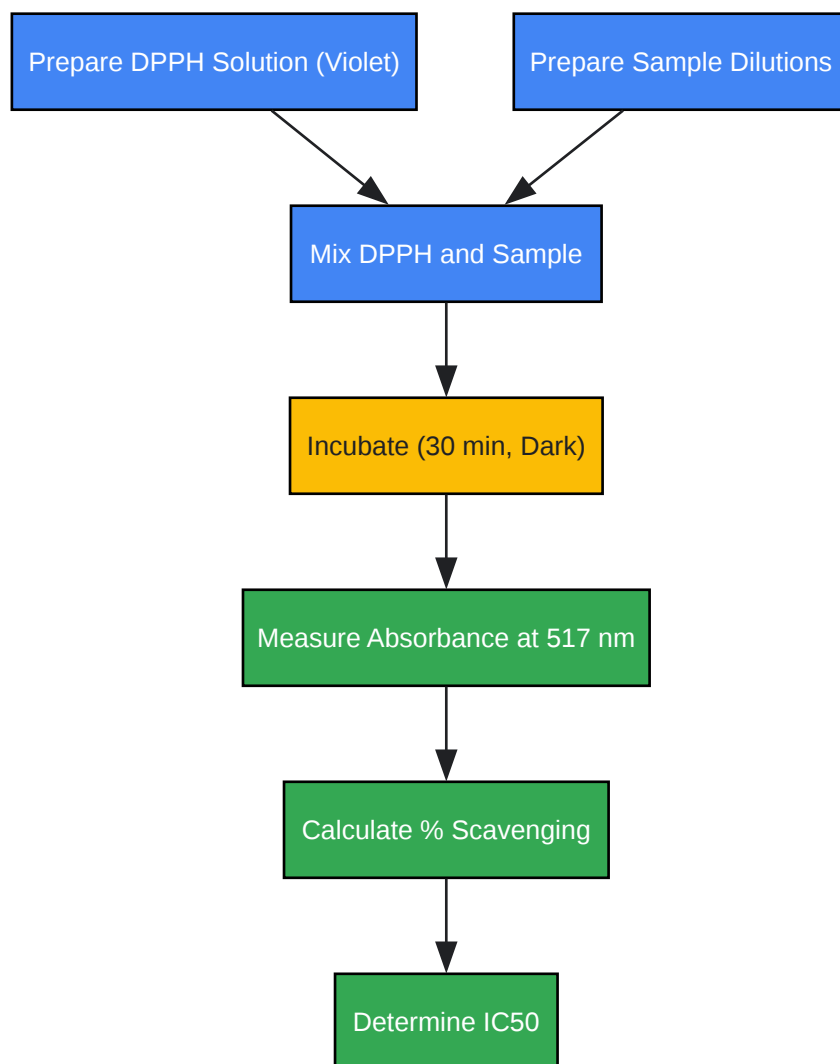 Prepare DPPH Solution (Violet)
Prepare Sample Dilutions
Mix DPPH and Sample
Incubate (30 min, Dark)
Measure Absorbance at 517 nm
Calculate % Scavenging
Determine IC50